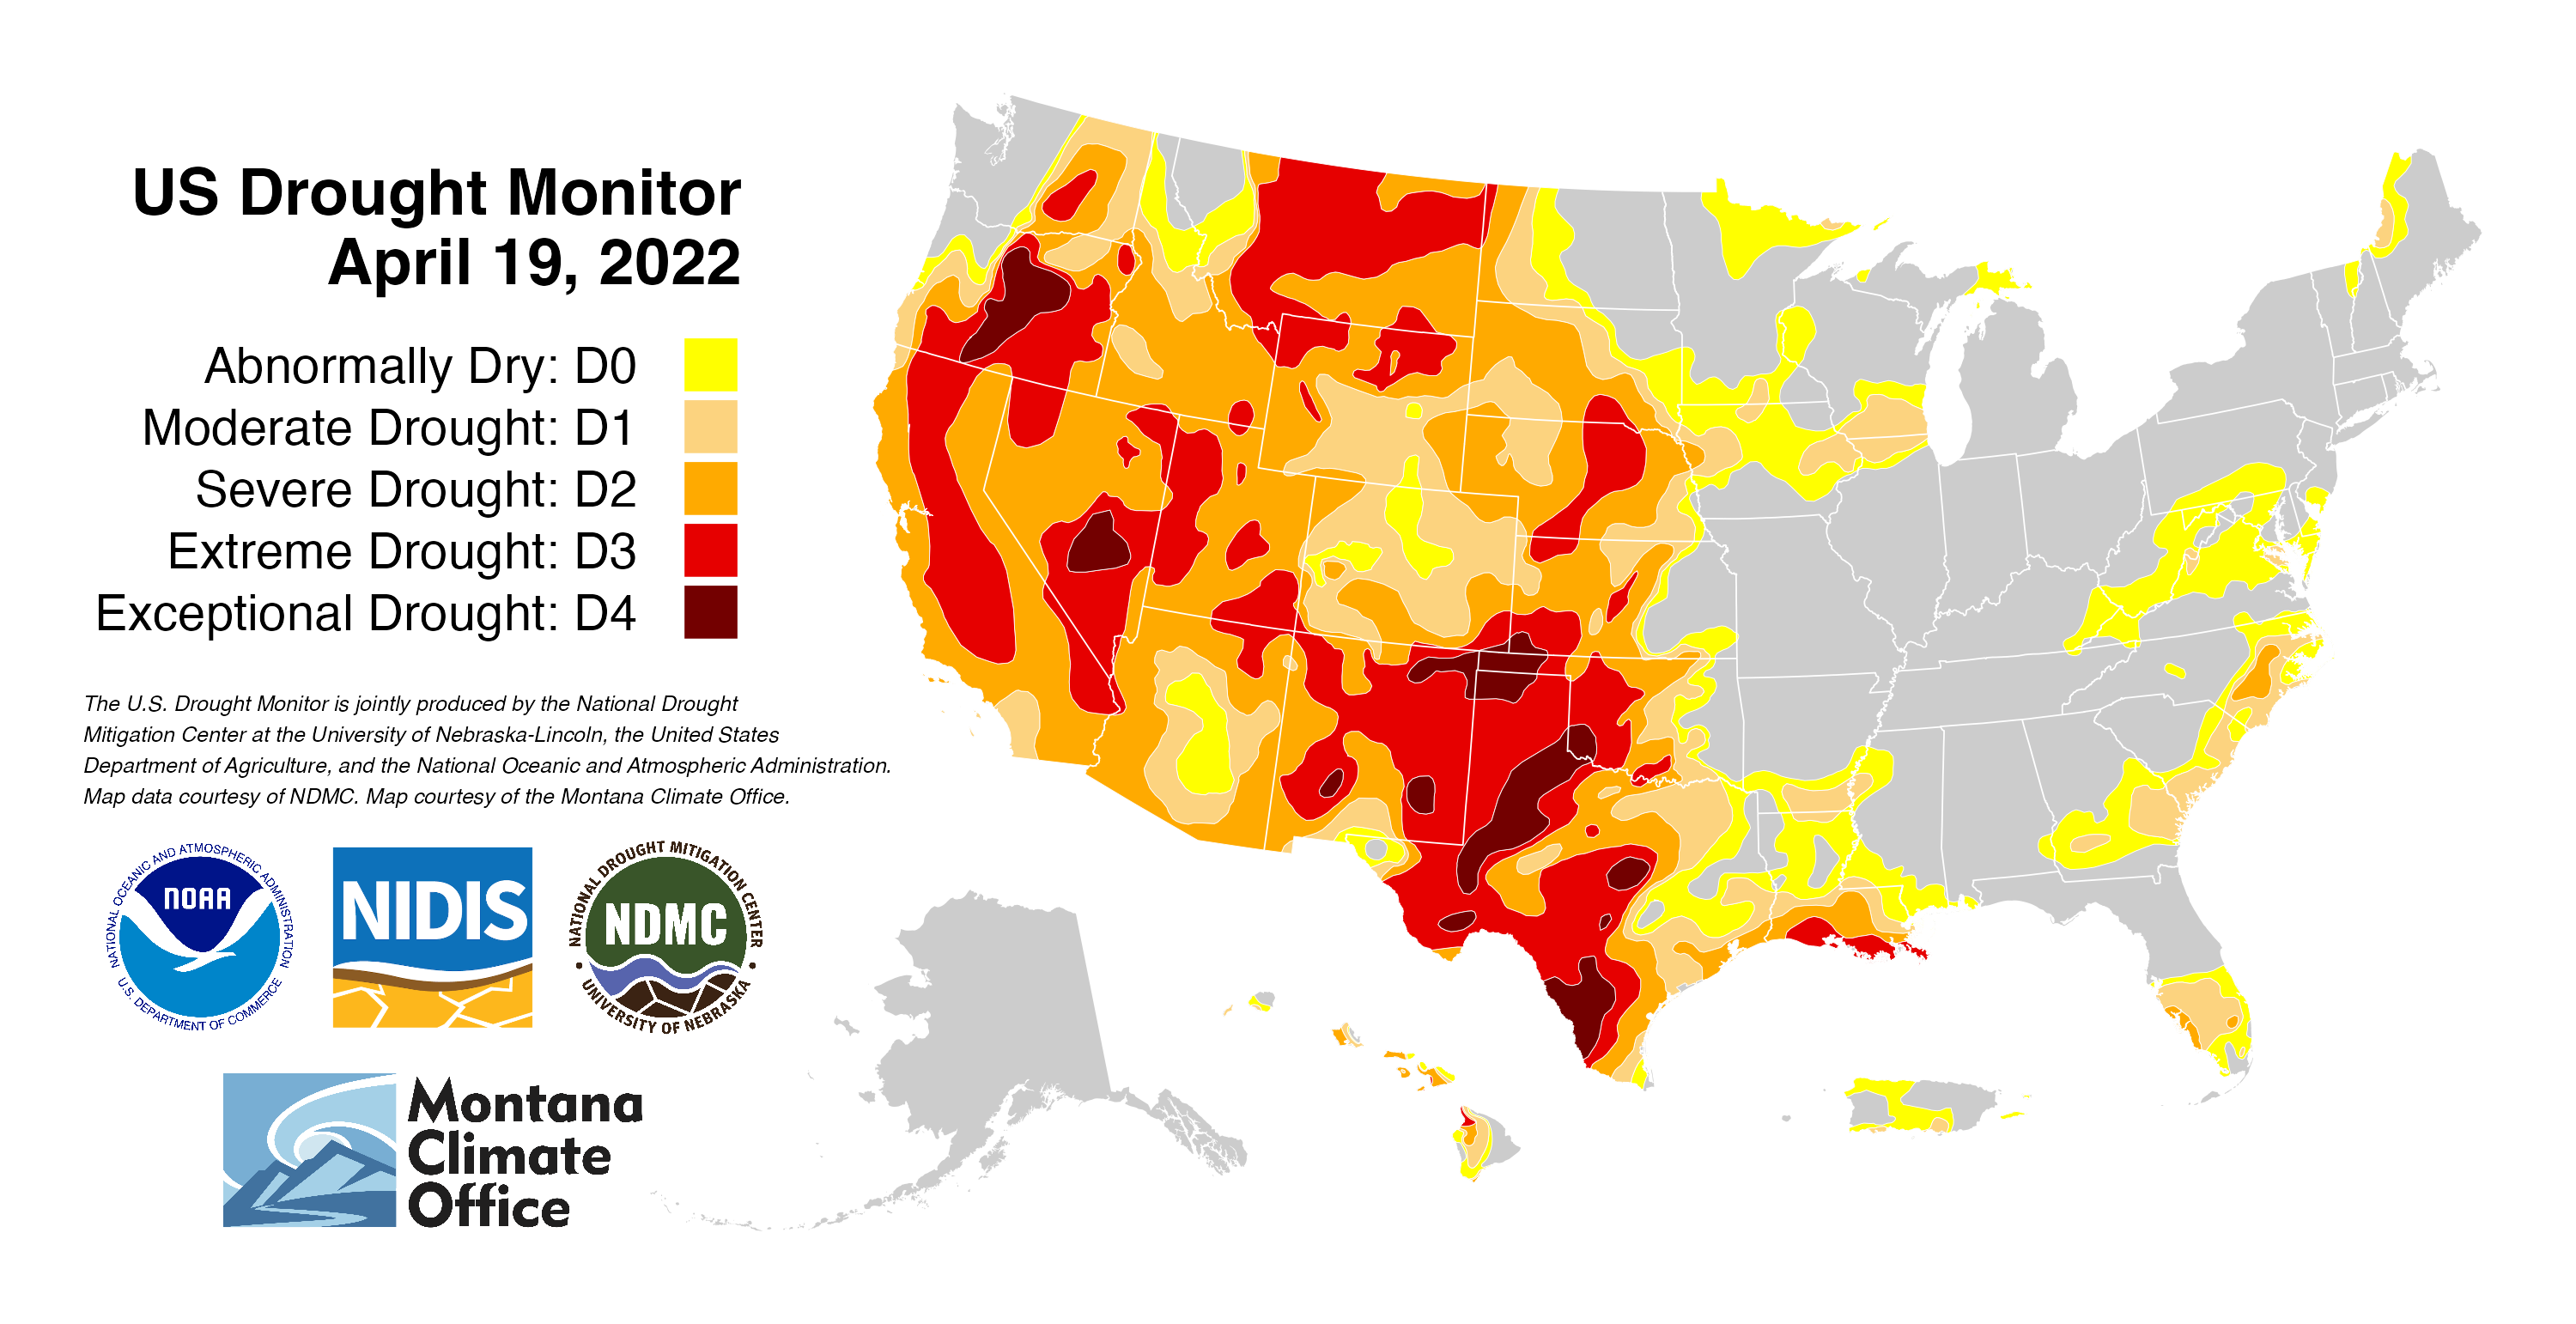 US Drought Monitor
April 19, 2022
Abnormally Dry: D0
Moderate Drought: D1
Severe Drought: D2
Extreme Drought: D3
Exceptional Drought: D4
The U.S. Drought Monitor is jointly produced by the National Drought
Mitigation Center at the University of Nebraska-Lincoln, the United States
Department of Agriculture, and the National Oceanic and Atmospheric Administration.
Map data courtesy of NDMC. Map courtesy of the Montana Climate Office.
NATIONAL OCEANIC AND ATMOSPHERIC ADMINISTRATION
NOAA
U.S. DEPARTMENT OF COMMERCE
NIDIS
NATIONAL DROUGHT MITIGATION CENTER
NDMC
UNIVERSITY OF NEBRASKA
Montana
Climate
Office